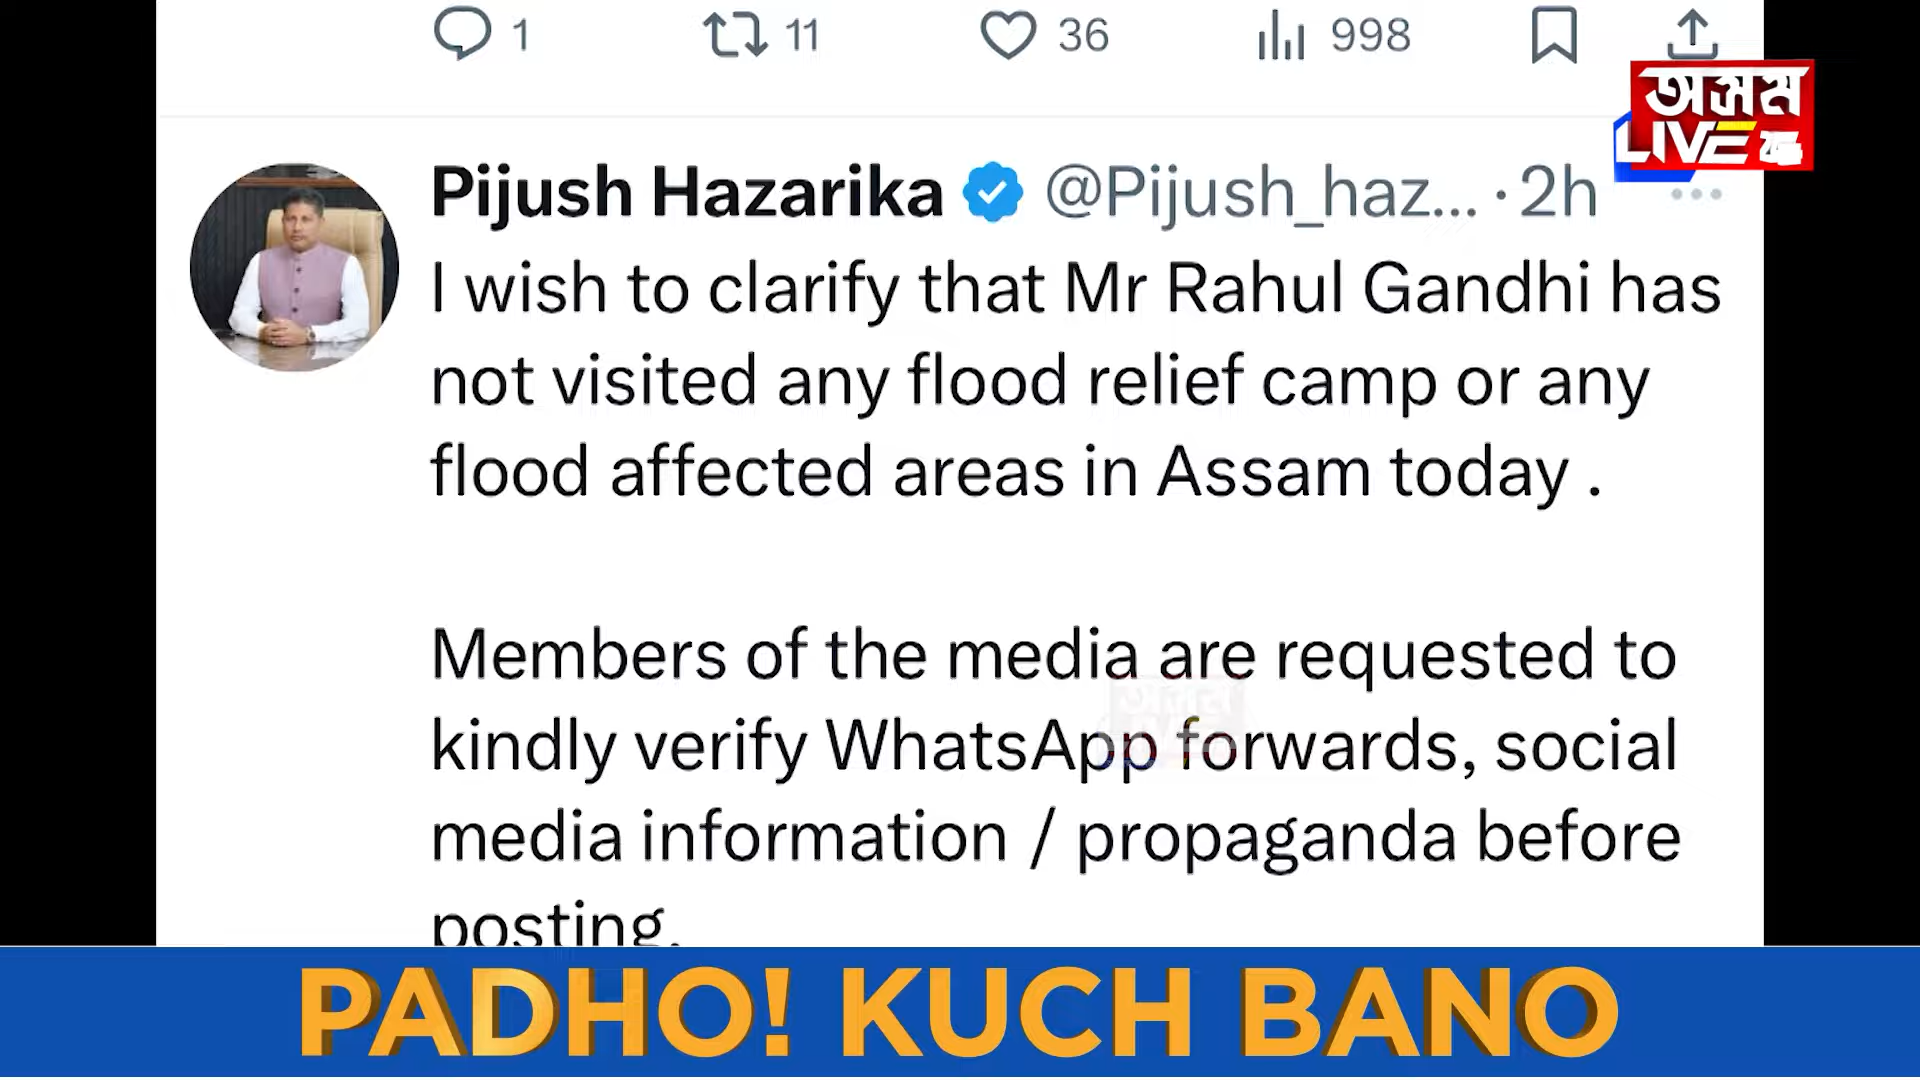 1 11 36 998
অসম
LIVE 24
Pijush Hazarika @Pijush_haz... · 2h
I wish to clarify that Mr Rahul Gandhi has
not visited any flood relief camp or any
flood affected areas in Assam today .
Members of the media are requested to
kindly verify WhatsApp forwards, social
media information / propaganda before
posting.
PADHO! KUCH BANO